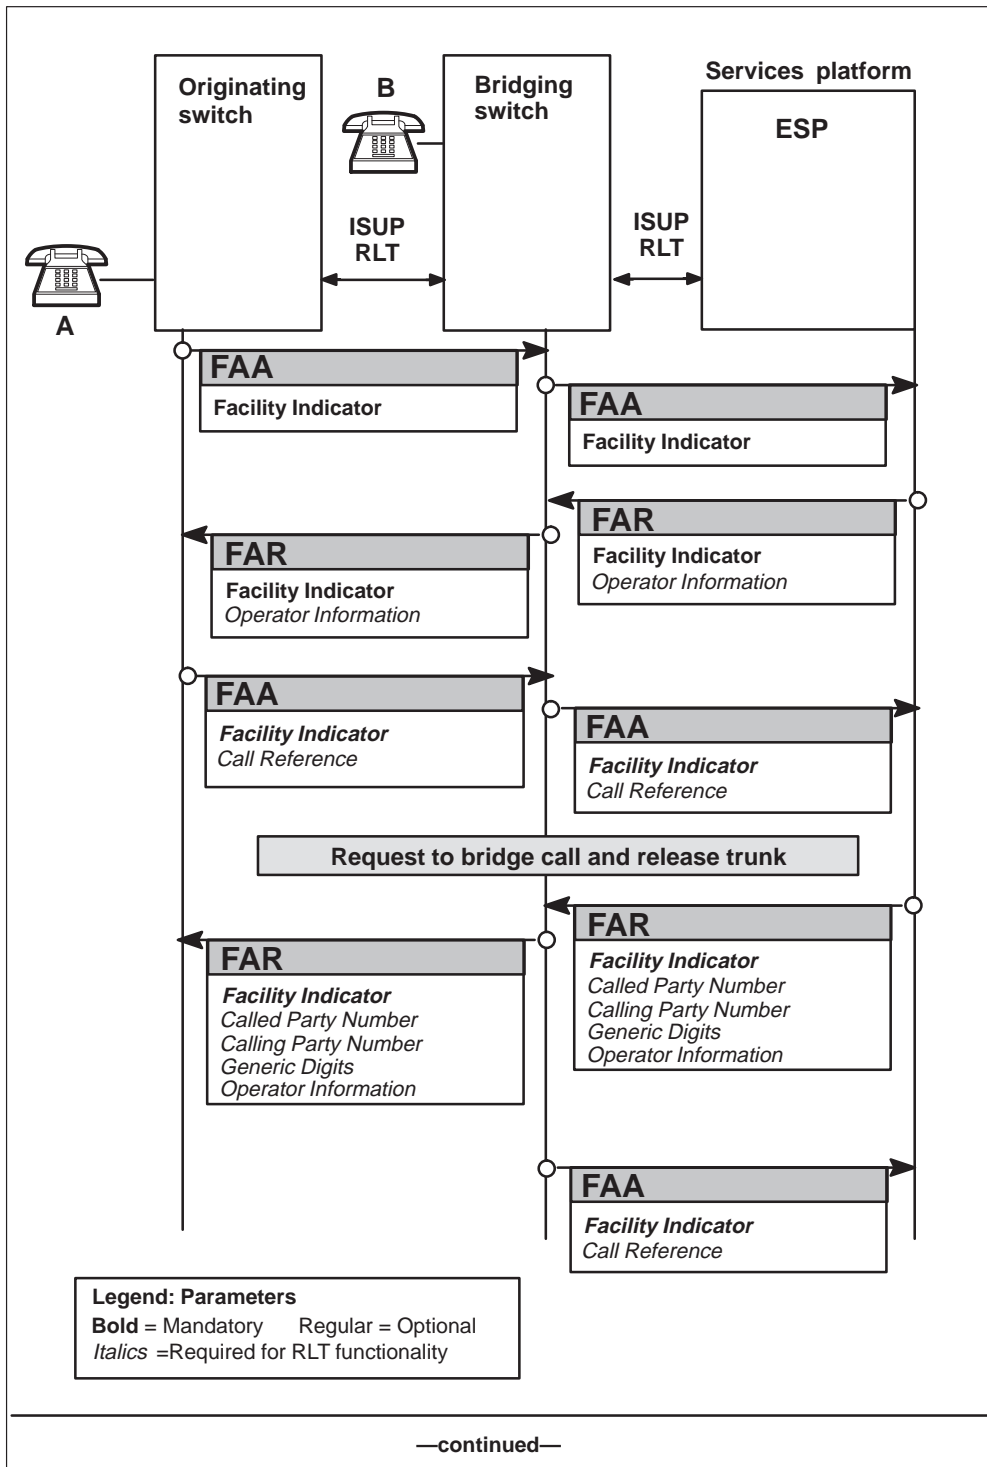 Originating
switch
B
Bridging
switch
Services platform
ESP
ISUP
RLT
ISUP
RLT
A
FAA
Facility Indicator
FAA
Facility Indicator
FAR
Facility Indicator
Operator Information
FAR
Facility Indicator
Operator Information
FAA
Facility Indicator
Call Reference
FAA
Facility Indicator
Call Reference
Request to bridge call and release trunk
FAR
Facility Indicator
Called Party Number
Calling Party Number
Generic Digits
Operator Information
FAR
Facility Indicator
Called Party Number
Calling Party Number
Generic Digits
Operator Information
FAA
Facility Indicator
Call Reference
Legend: Parameters
Bold = Mandatory Regular = Optional
Italics =Required for RLT functionality
—continued—